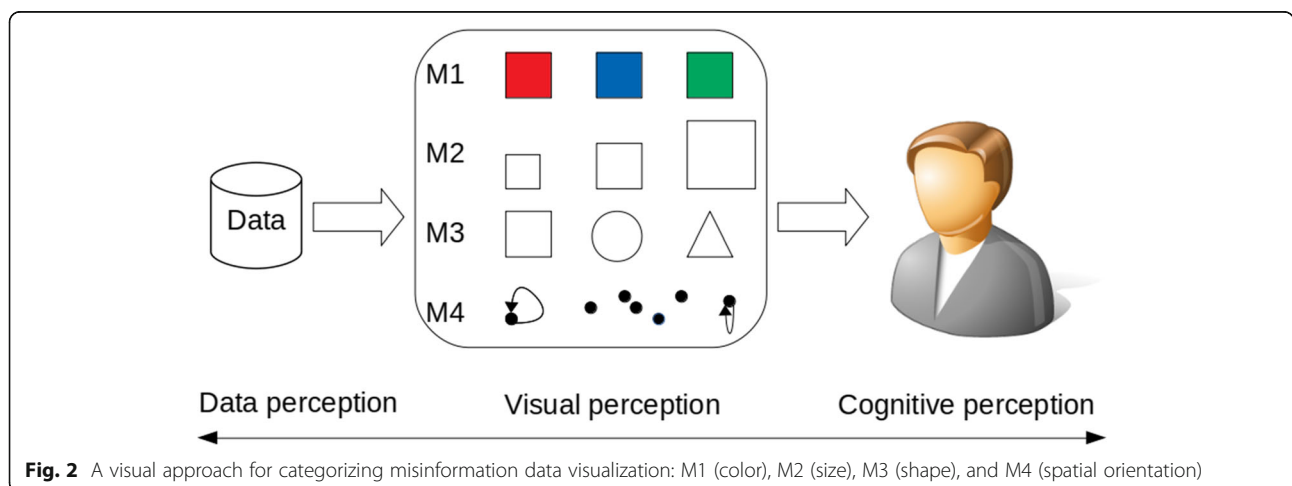 M1
M2
Data
M3
M4
Data perception Visual perception Cognitive perception
Fig. 2 A visual approach for categorizing misinformation data visualization: M1 (color), M2 (size), M3 (shape), and M4 (spatial orientation)